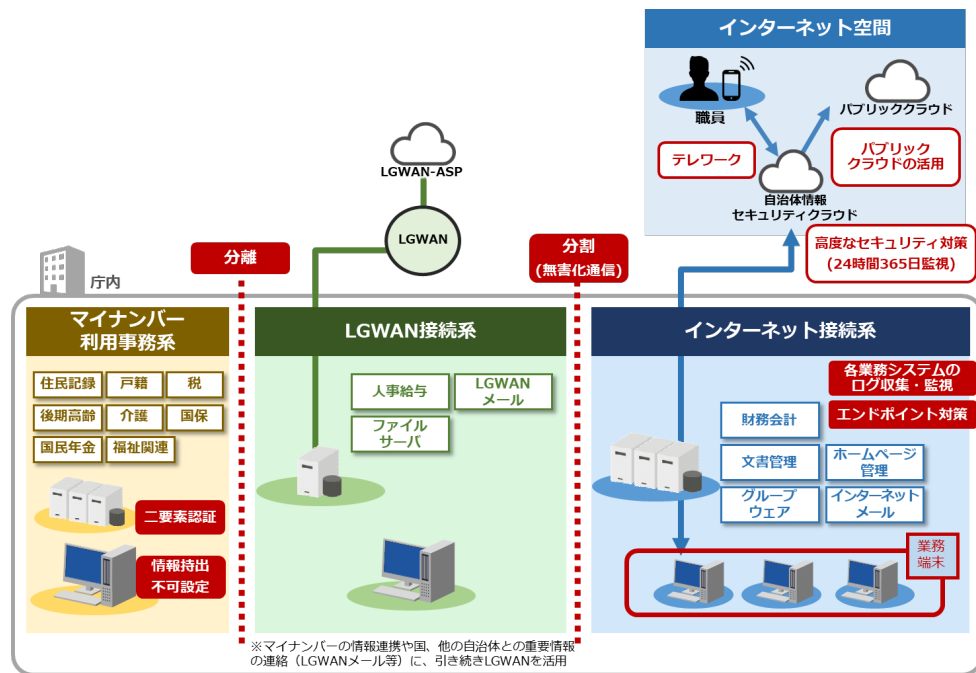 インターネット空間
職員
パブリッククラウド
テレワーク
パブリック
クラウドの活用
自治体情報
セキュリティクラウド
LGWAN-ASP
LGWAN
分離
分割
(無害化通信)
高度なセキュリティ対策
(24時間365日監視)
庁内
マイナンバー
利用事務系
住民記録
戸籍
税
後期高齢
介護
国保
国民年金
福祉関連
二要素認証
情報持出
不可設定
LGWAN接続系
人事給与
LGWAN
メール
ファイル
サーバ
インターネット接続系
各業務システムの
ログ収集・監視
エンドポイント対策
財務会計
文書管理
ホームページ
管理
グループ
ウェア
インターネット
メール
業務
端末
※マイナンバーの情報連携や国、他の自治体との重要情報
の連絡（LGWANメール等）に、引き続きLGWANを活用